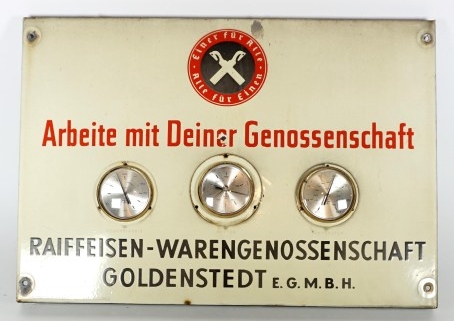 Einer für Alle
Alle für Einen
Arbeite mit Deiner Genossenschaft
RAIFFEISEN-WARENGENOSSENSCHAFT
GOLDENSTEDT E.G.M.B.H.